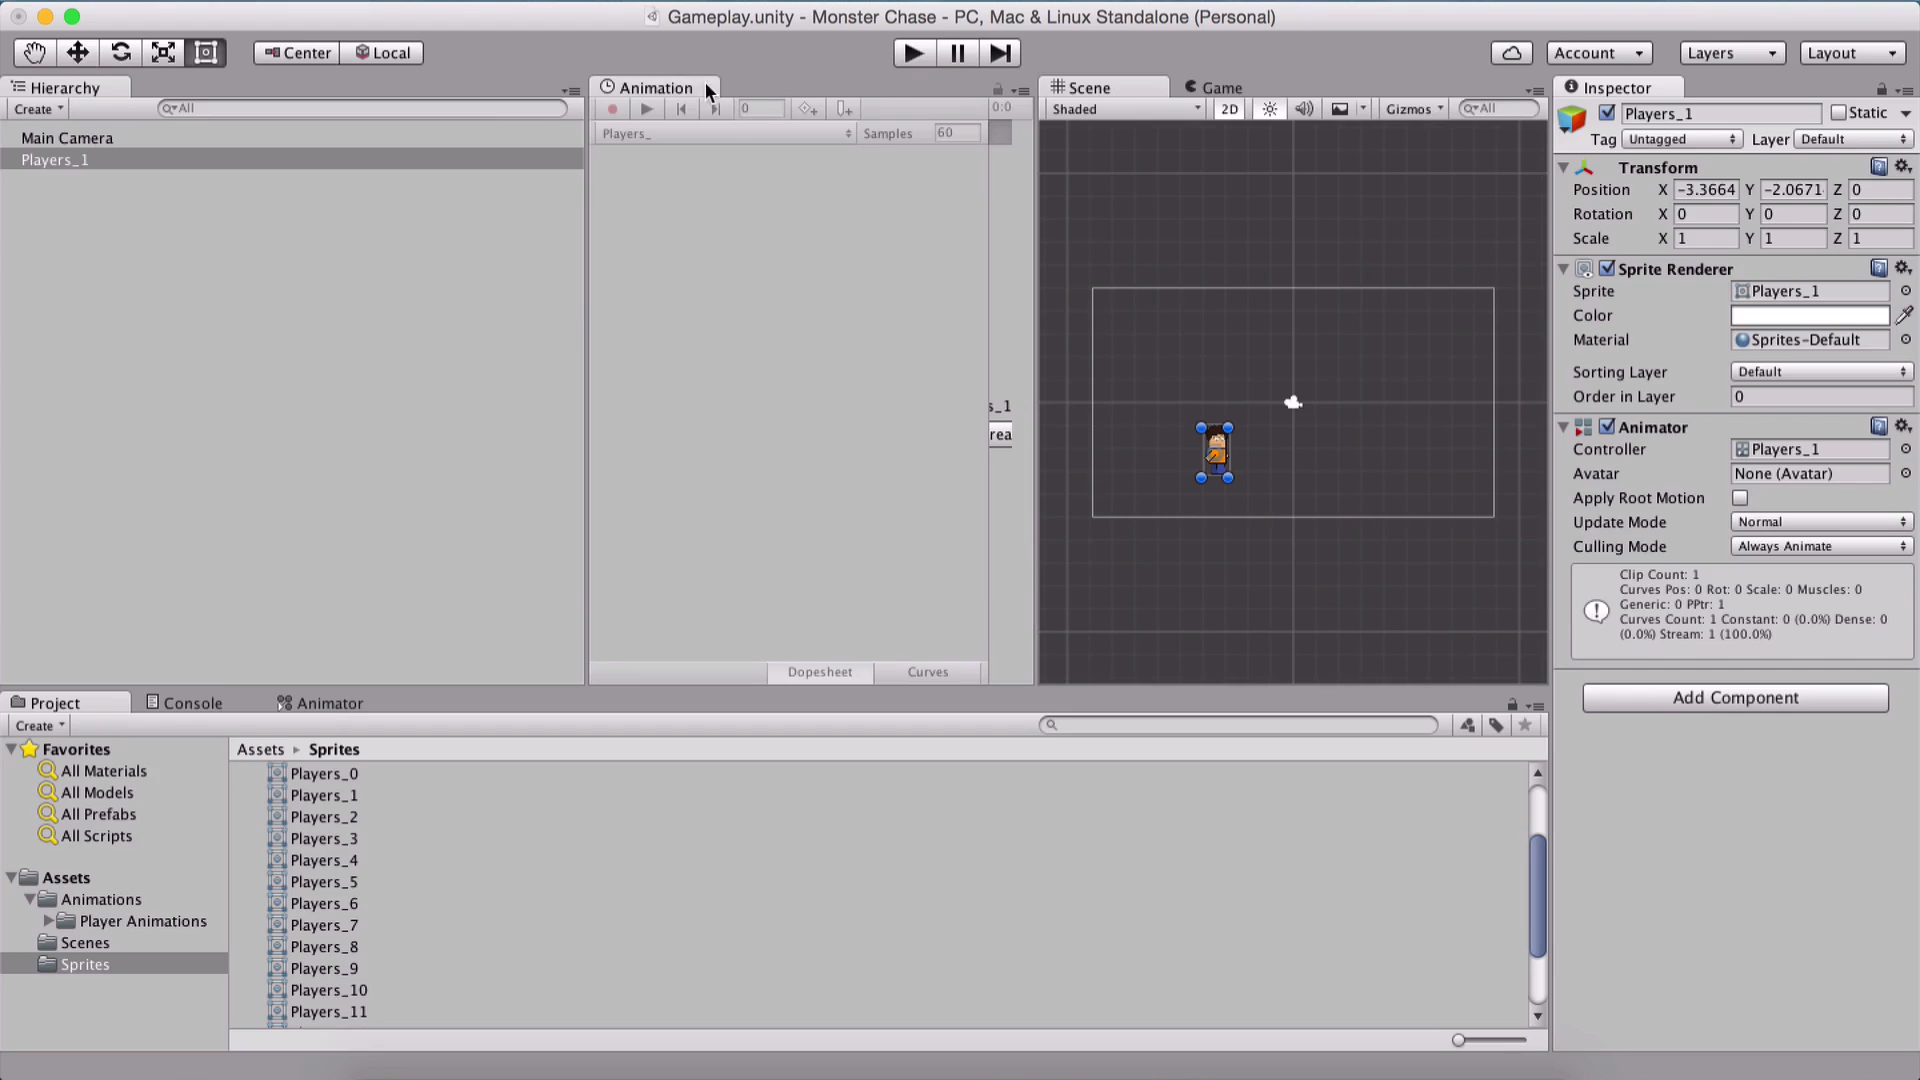 Gameplay.unity - Monster Chase - PC, Mac & Linux Standalone (Personal)
Center
Local
Account
Layers
Layout
Hierarchy
Create
All
Main Camera
Players_1
Animation
0
0:0
Players_
Samples
60
s_1
rea
Dopesheet
Curves
Scene
Game
Shaded
2D
Gizmos
All
Inspector
Players_1
Static
Tag
Untagged
Layer
Default
Transform
Position X -3.3664 Y -2.0671 Z 0
Rotation X 0 Y 0 Z 0
Scale X 1 Y 1 Z 1
Sprite Renderer
Sprite Players_1
Color
Material Sprites-Default
Sorting Layer Default
Order in Layer 0
Animator
Controller Players_1
Avatar None (Avatar)
Apply Root Motion
Update Mode Normal
Culling Mode Always Animate
Clip Count: 1
Curves Pos: 0 Rot: 0 Scale: 0 Muscles: 0
Generic: 0 PPtr: 1
Curves Count: 1 Constant: 0 (0.0%) Dense: 0
(0.0%) Stream: 1 (100.0%)
Add Component
Project
Console
Animator
Create
Favorites
All Materials
All Models
All Prefabs
All Scripts
Assets
Animations
Player Animations
Scenes
Sprites
Assets
Sprites
Players_0
Players_1
Players_2
Players_3
Players_4
Players_5
Players_6
Players_7
Players_8
Players_9
Players_10
Players_11